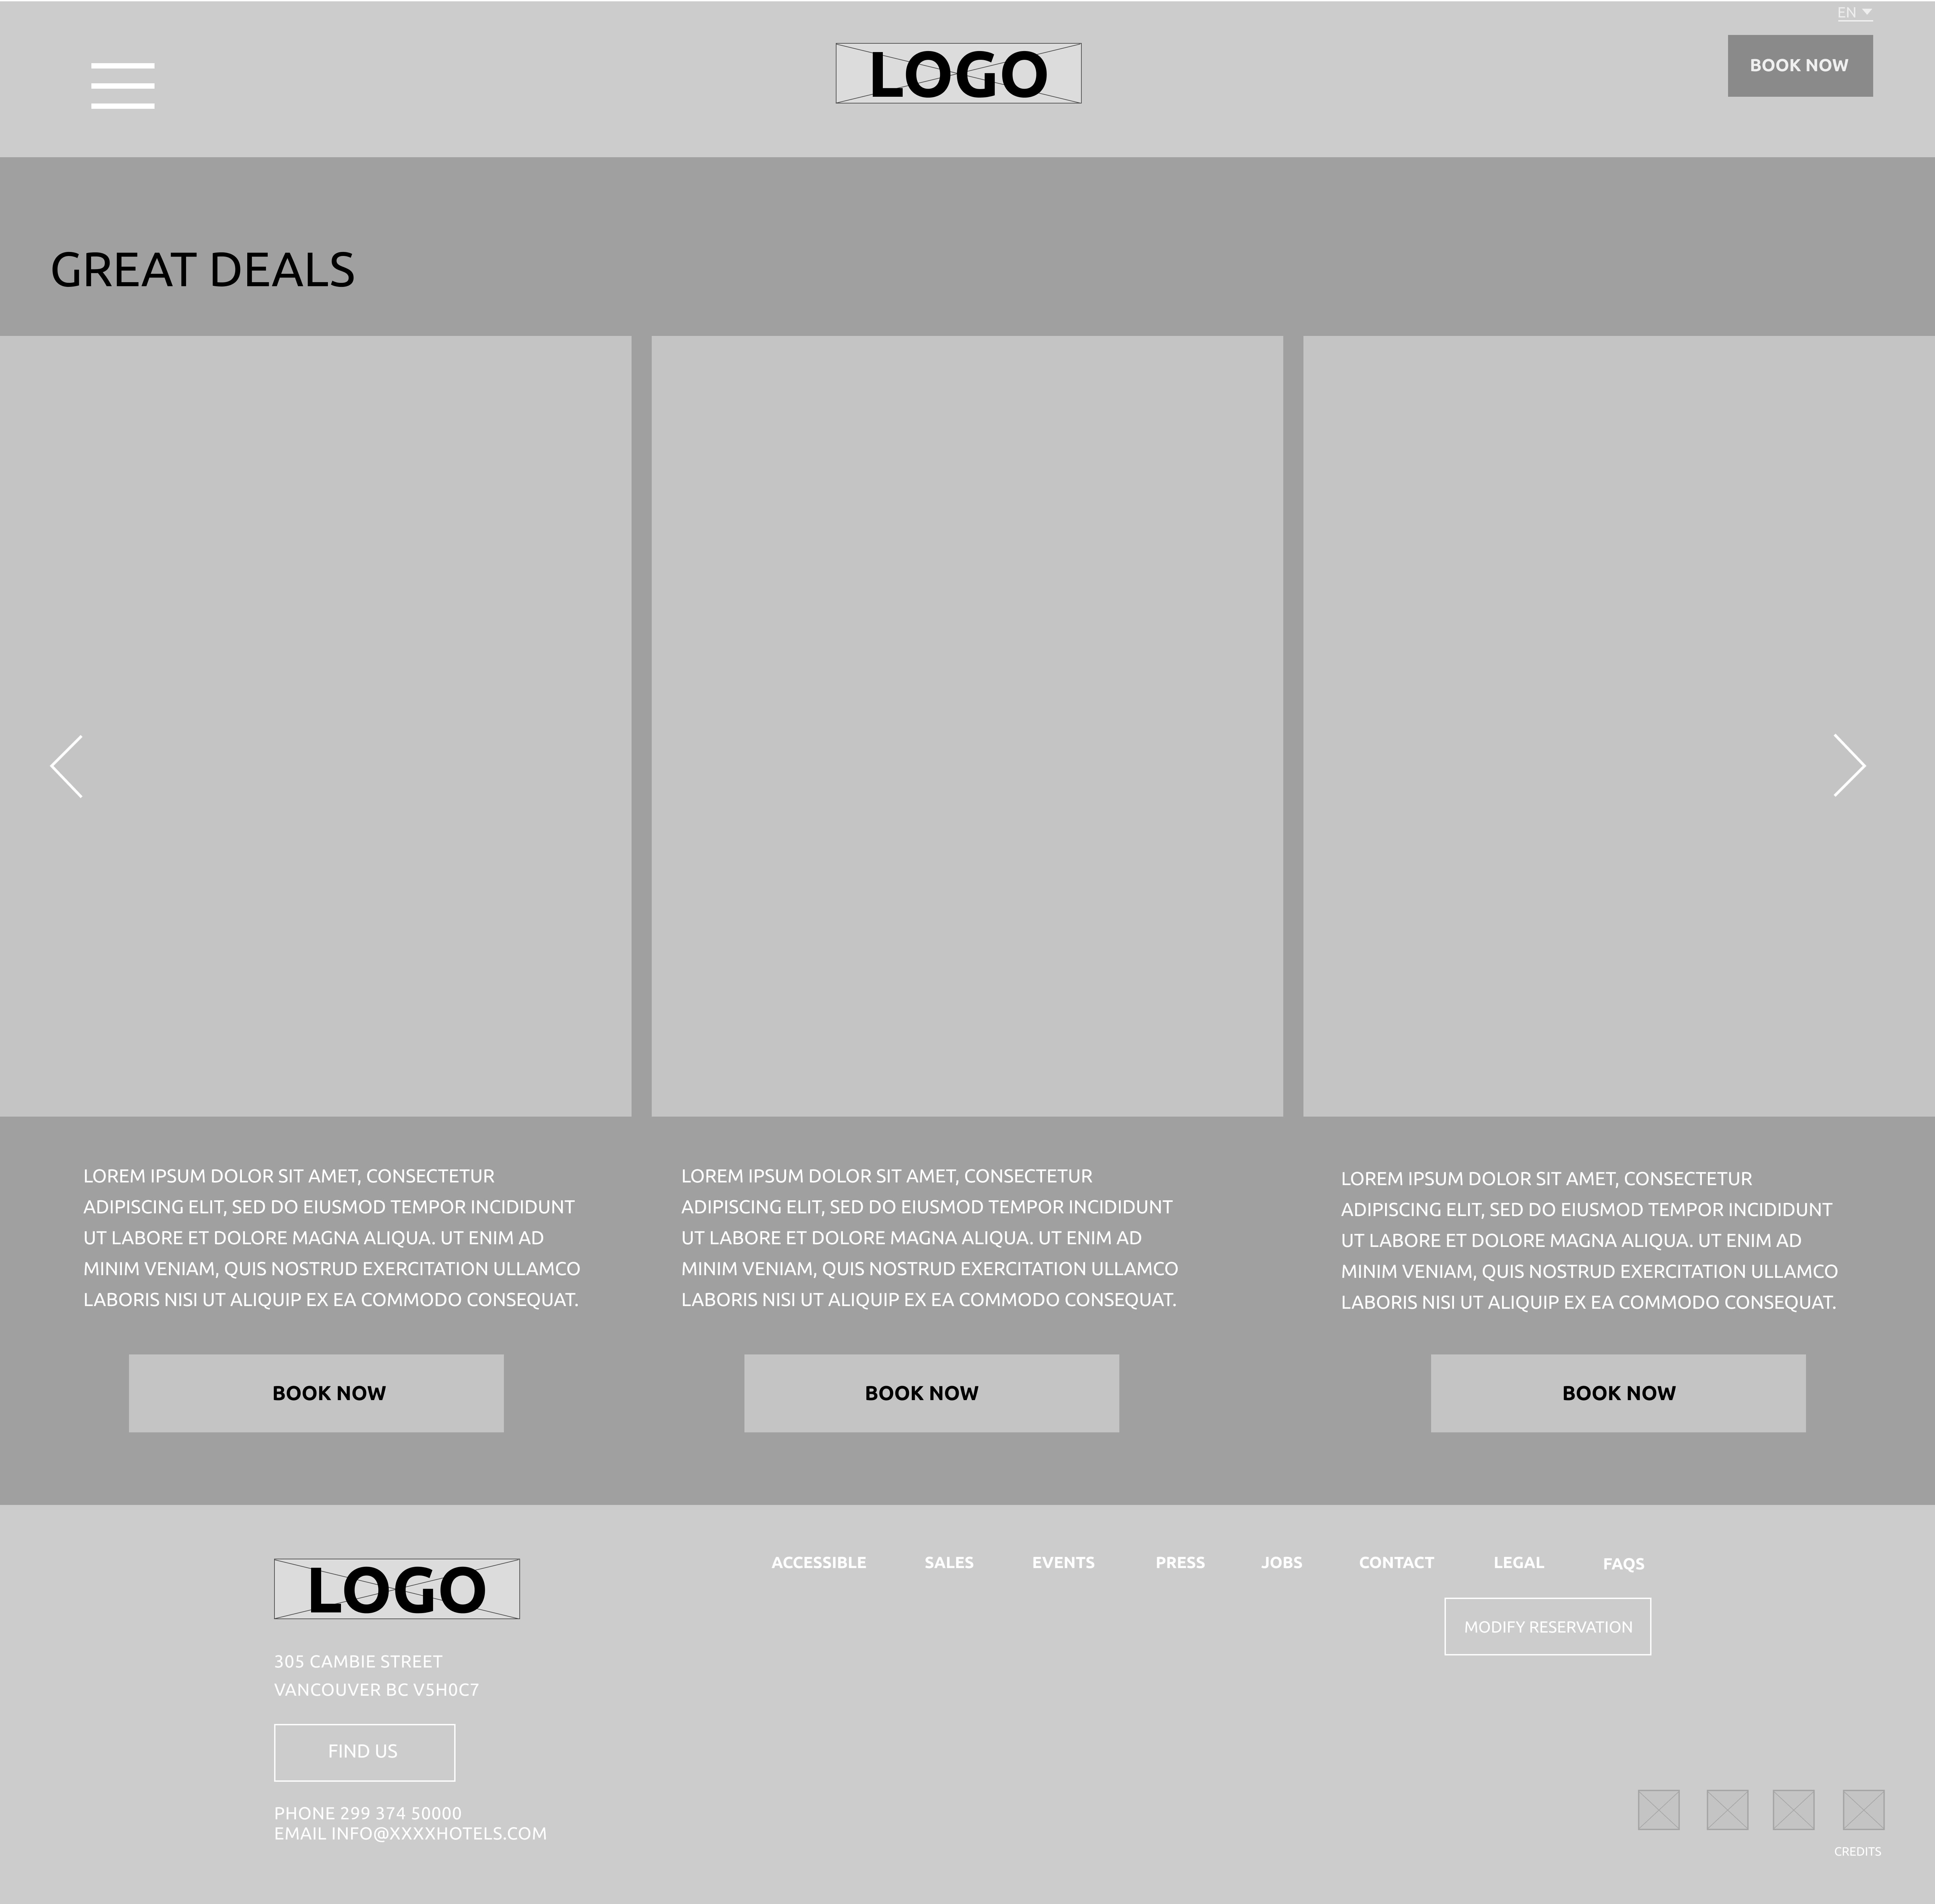 EN
LOGO
BOOK NOW
GREAT DEALS
LOREM IPSUM DOLOR SIT AMET, CONSECTETUR
ADIPISCING ELIT, SED DO EIUSMOD TEMPOR INCIDIDUNT
UT LABORE ET DOLORE MAGNA ALIQUA. UT ENIM AD
MINIM VENIAM, QUIS NOSTRUD EXERCITATION ULLAMCO
LABORIS NISI UT ALIQUIP EX EA COMMODO CONSEQUAT.
BOOK NOW
LOREM IPSUM DOLOR SIT AMET, CONSECTETUR
ADIPISCING ELIT, SED DO EIUSMOD TEMPOR INCIDIDUNT
UT LABORE ET DOLORE MAGNA ALIQUA. UT ENIM AD
MINIM VENIAM, QUIS NOSTRUD EXERCITATION ULLAMCO
LABORIS NISI UT ALIQUIP EX EA COMMODO CONSEQUAT.
BOOK NOW
LOREM IPSUM DOLOR SIT AMET, CONSECTETUR
ADIPISCING ELIT, SED DO EIUSMOD TEMPOR INCIDIDUNT
UT LABORE ET DOLORE MAGNA ALIQUA. UT ENIM AD
MINIM VENIAM, QUIS NOSTRUD EXERCITATION ULLAMCO
LABORIS NISI UT ALIQUIP EX EA COMMODO CONSEQUAT.
BOOK NOW
LOGO
305 CAMBIE STREET
VANCOUVER BC V5H0C7
FIND US
PHONE 299 374 50000
EMAIL INFO@XXXXHOTELS.COM
ACCESSIBLE SALES EVENTS PRESS JOBS CONTACT LEGAL FAQS
MODIFY RESERVATION
CREDITS